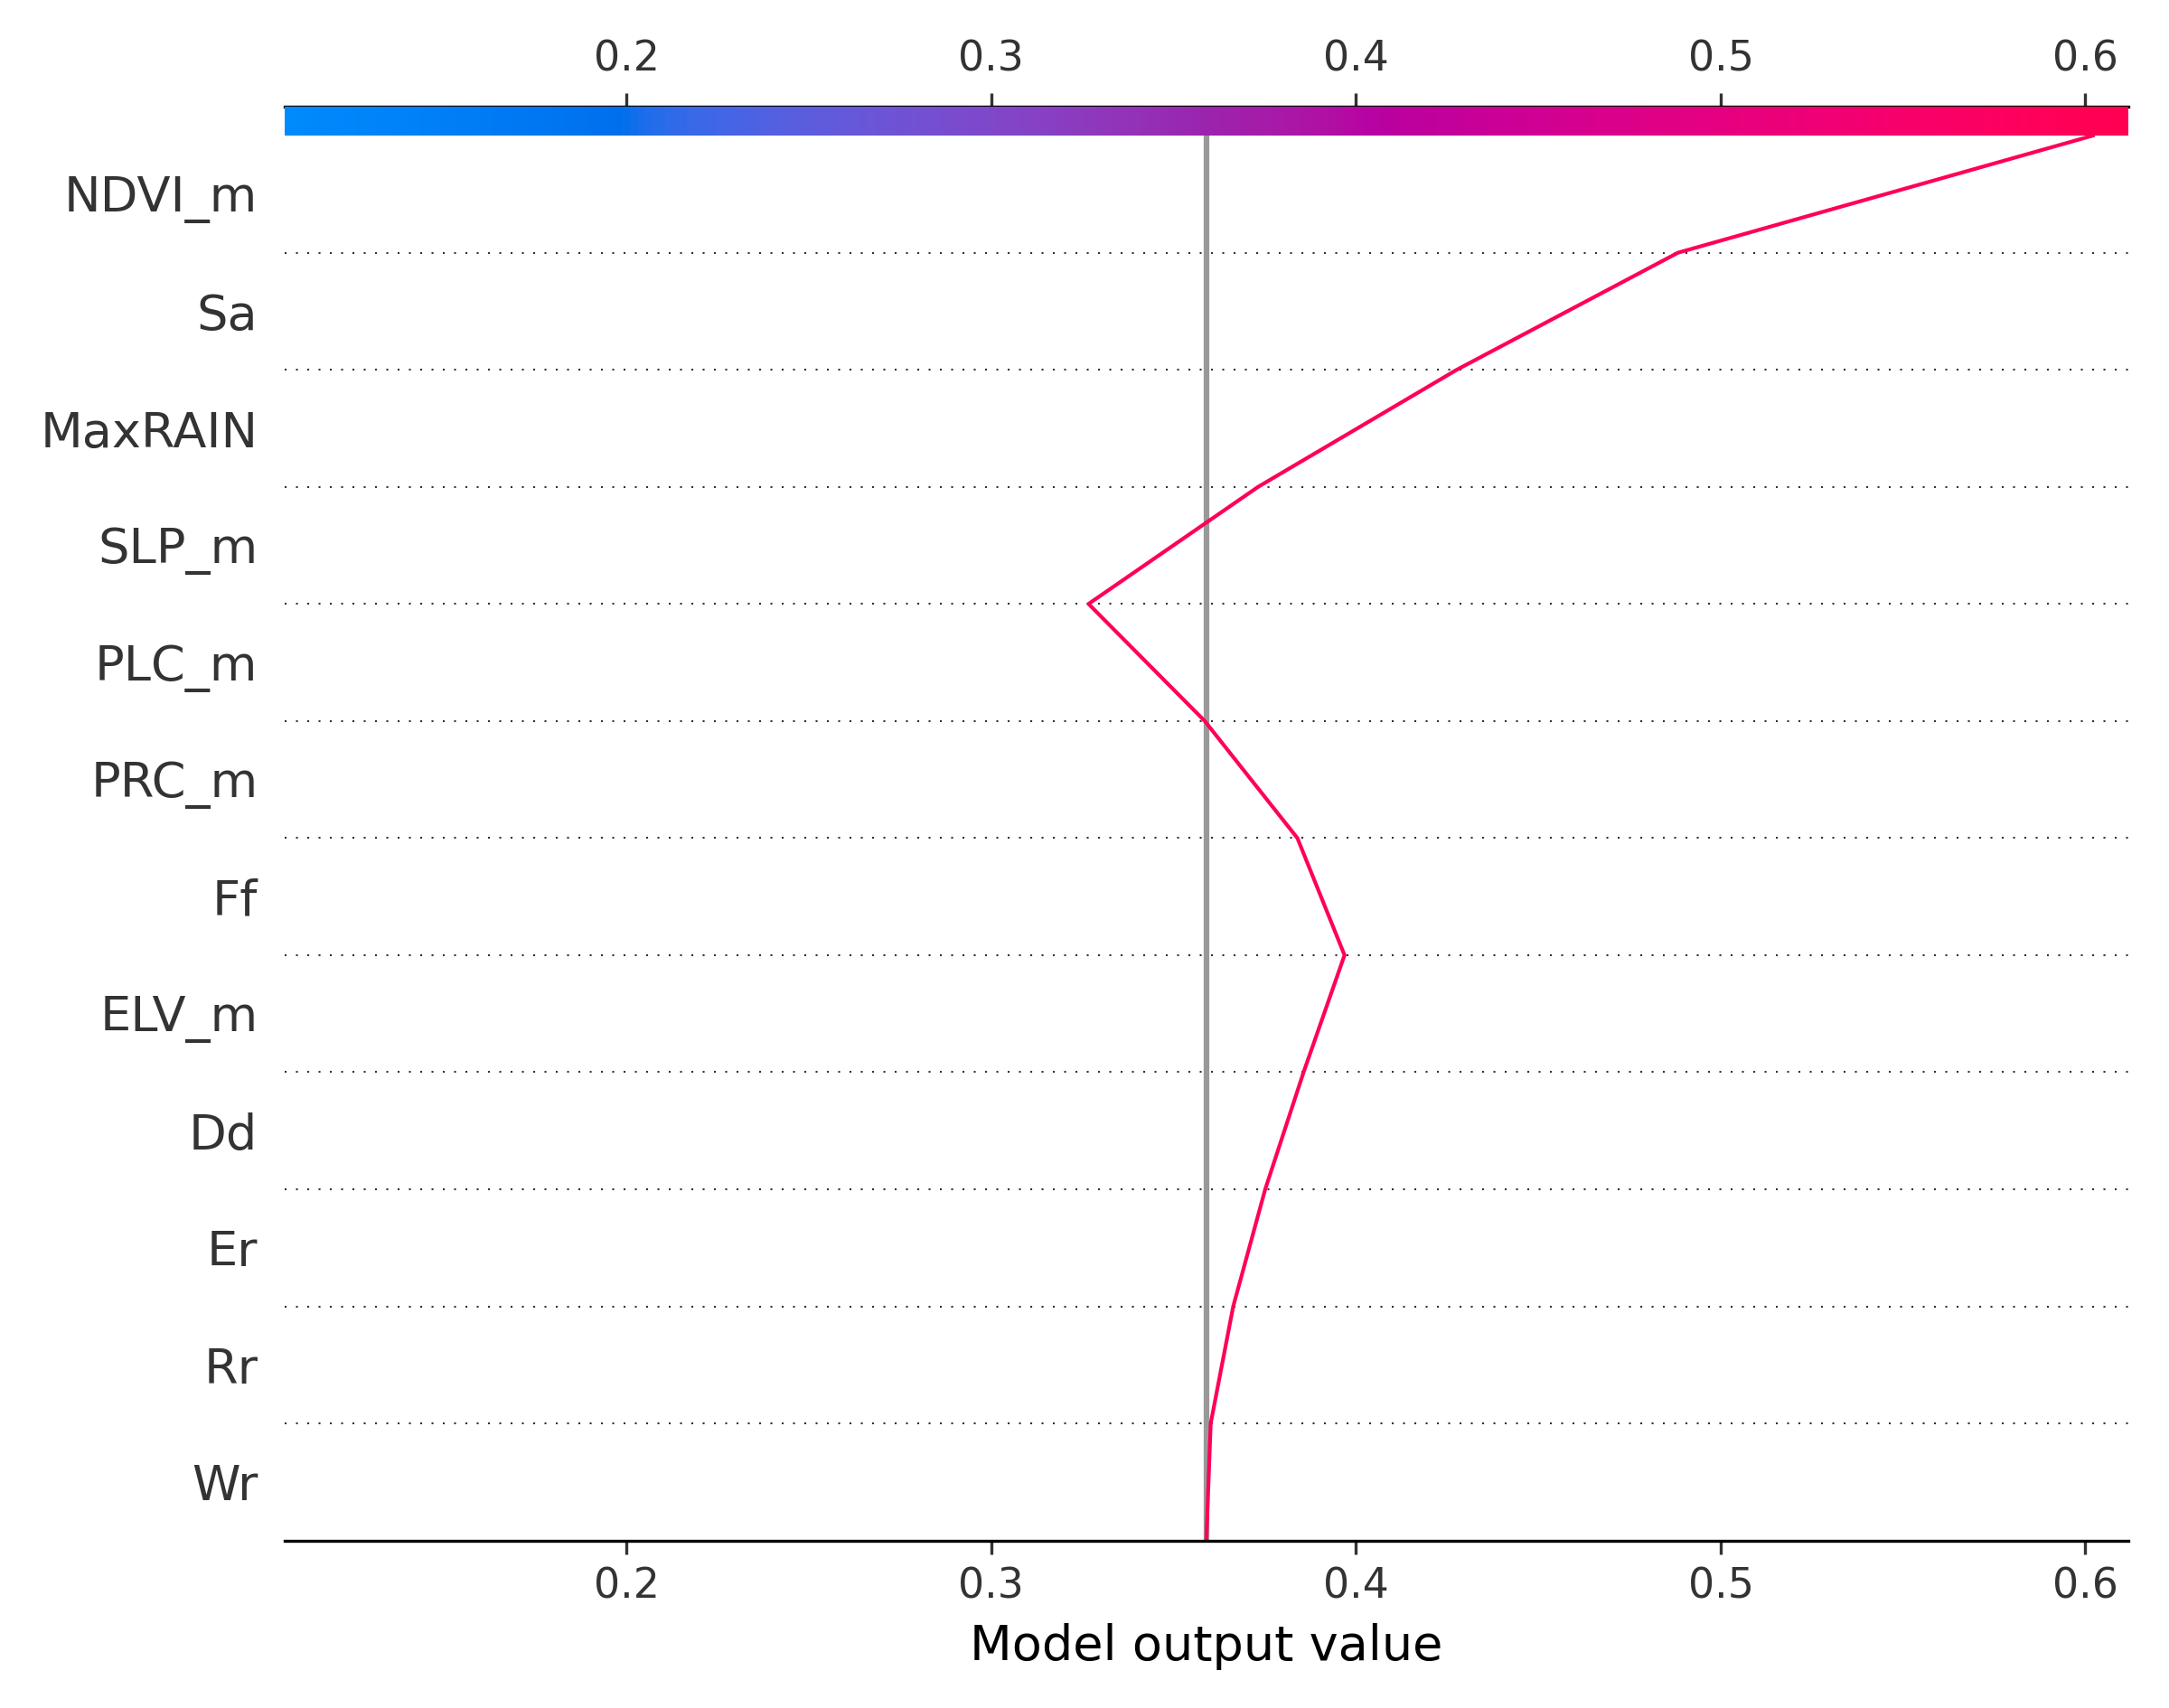 0.2 0.3 0.4 0.5 0.6
NDVI_m
Sa
MaxRAIN
SLP_m
PLC_m
PRC_m
Ff
ELV_m
Dd
Er
Rr
Wr
0.2 0.3 0.4 0.5 0.6
Model output value